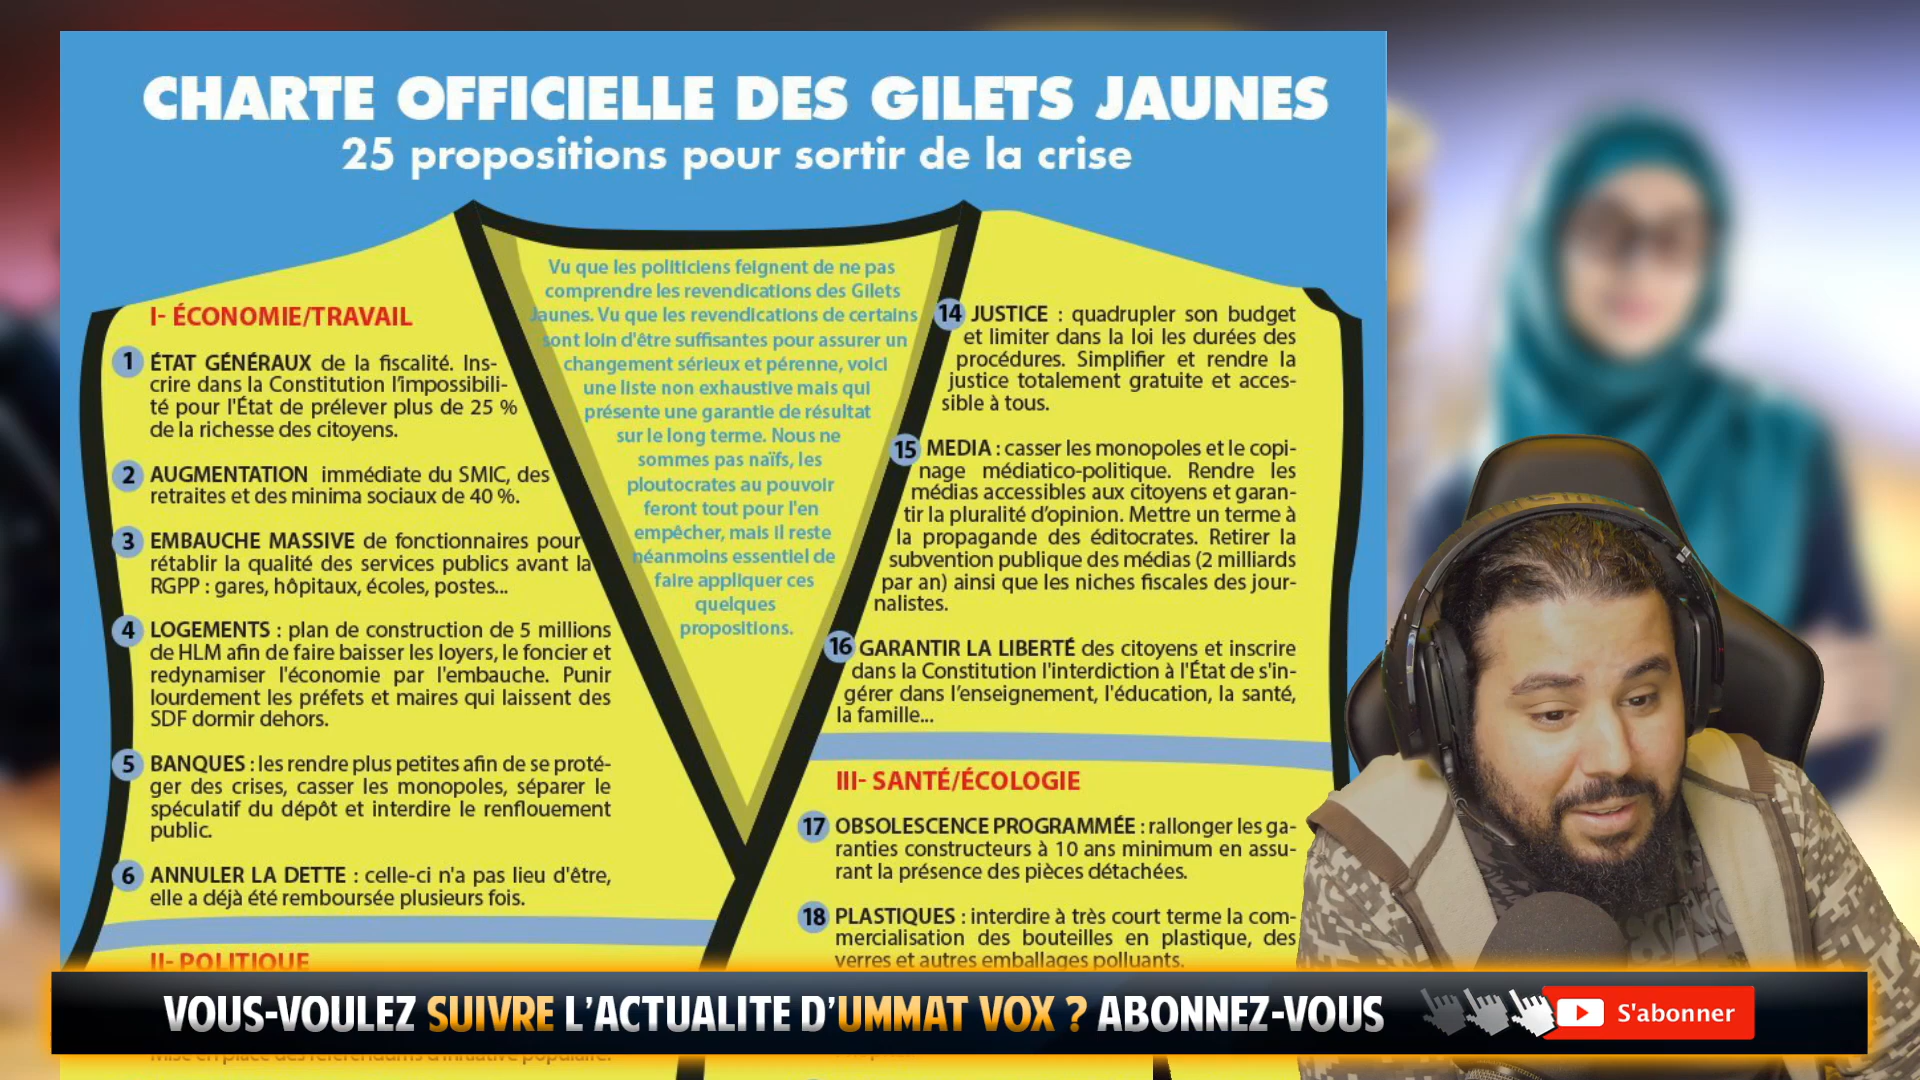 CHARTE OFFICIELLE DES GILETS JAUNES
25 propositions pour sortir de la crise
Vu que les politiciens feignent de ne pas
comprendre les revendications des Gilets
Jaunes. Vu que les revendications de certains
sont loin d'être suffisantes pour assurer un
changement sérieux et pérenne, voici
une liste non exhaustive mais qui
présente une garantie de résultat
sur le long terme. Nous ne
sommes pas naïfs, les
ploutocrates au pouvoir
feront tout pour l'en
empêcher, mais il reste
néanmoins essentiel de
faire appliquer ces
quelques
propositions.
I- ÉCONOMIE/TRAVAIL
1 ÉTAT GÉNÉRAUX de la fiscalité. Ins-
crire dans la Constitution l'impossibili-
té pour l'État de prélever plus de 25 %
de la richesse des citoyens.
2 AUGMENTATION immédiate du SMIC, des
retraites et des minima sociaux de 40 %.
3 EMBAUCHE MASSIVE de fonctionnaires pour
rétablir la qualité des services publics avant la
RGPP : gares, hôpitaux, écoles, postes...
4 LOGEMENTS : plan de construction de 5 millions
de HLM afin de faire baisser les loyers, le foncier et
redynamiser l'économie par l'embauche. Punir
lourdement les préfets et maires qui laissent des
SDF dormir dehors.
5 BANQUES : les rendre plus petites afin de se proté-
ger des crises, casser les monopoles, séparer le
spéculatif du dépôt et interdire le renflouement
public.
6 ANNULER LA DETTE : celle-ci n'a pas lieu d'être,
elle a déjà été remboursée plusieurs fois.
II- POLITIQUE
14 JUSTICE : quadrupler son budget
et limiter dans la loi les durées des
procédures. Simplifier et rendre la
justice totalement gratuite et acces-
sible à tous.
15 MEDIA : casser les monopoles et le copi-
nage médiatico-politique. Rendre les
médias accessibles aux citoyens et garan-
tir la pluralité d'opinion. Mettre un terme à
la propagande des éditocrates. Retirer la
subvention publique des médias (2 milliards
par an) ainsi que les niches fiscales des jour-
nalistes.
16 GARANTIR LA LIBERTÉ des citoyens et inscrire
dans la Constitution l'interdiction à l'État de s'in-
gérer dans l'enseignement, l'éducation, la santé,
la famille...
III- SANTÉ/ÉCOLOGIE
17 OBSOLESCENCE PROGRAMMÉE : rallonger les ga-
ranties constructeurs à 10 ans minimum en assu-
rant la présence des pièces détachées.
18 PLASTIQUES : interdire à très court terme la com-
mercialisation des bouteilles en plastique, des
verres et autres emballages polluants.
VOUS-VOULEZ SUIVRE L'ACTUALITE D'UMMAT VOX ? ABONNEZ-VOUS
S'abonner